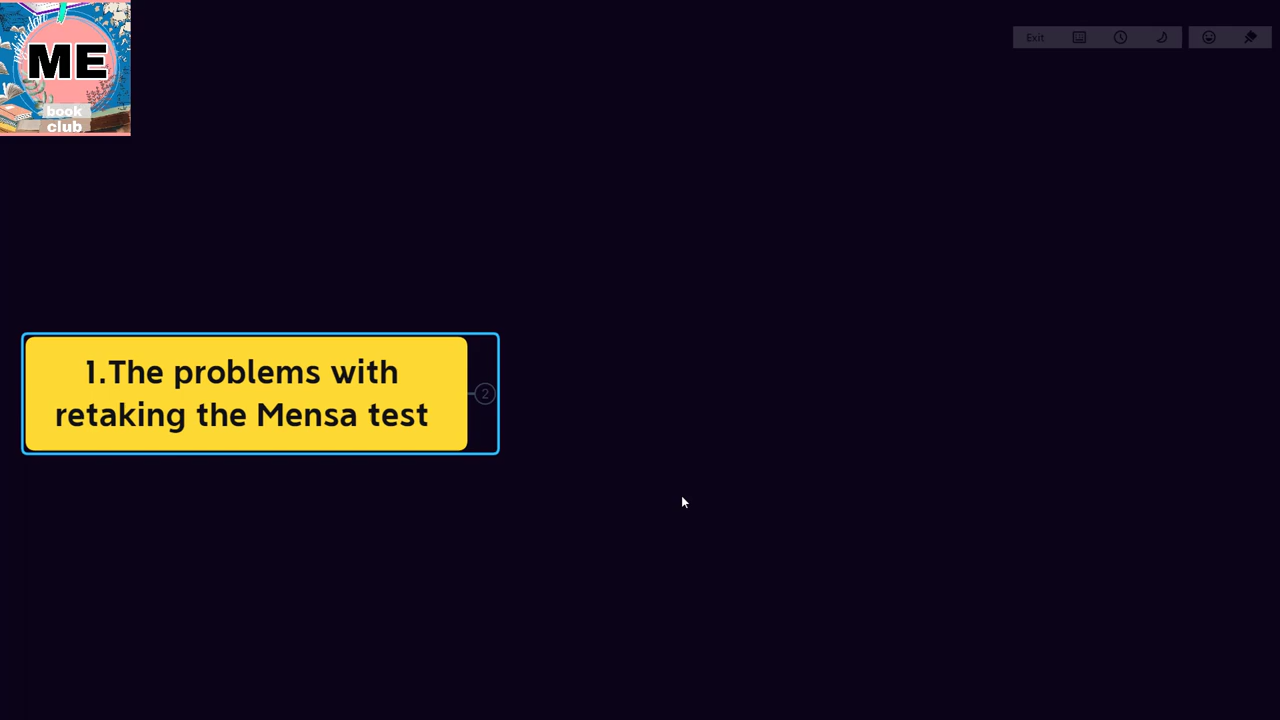 ME
book
club
Exit
1.The problems with
retaking the Mensa test
2